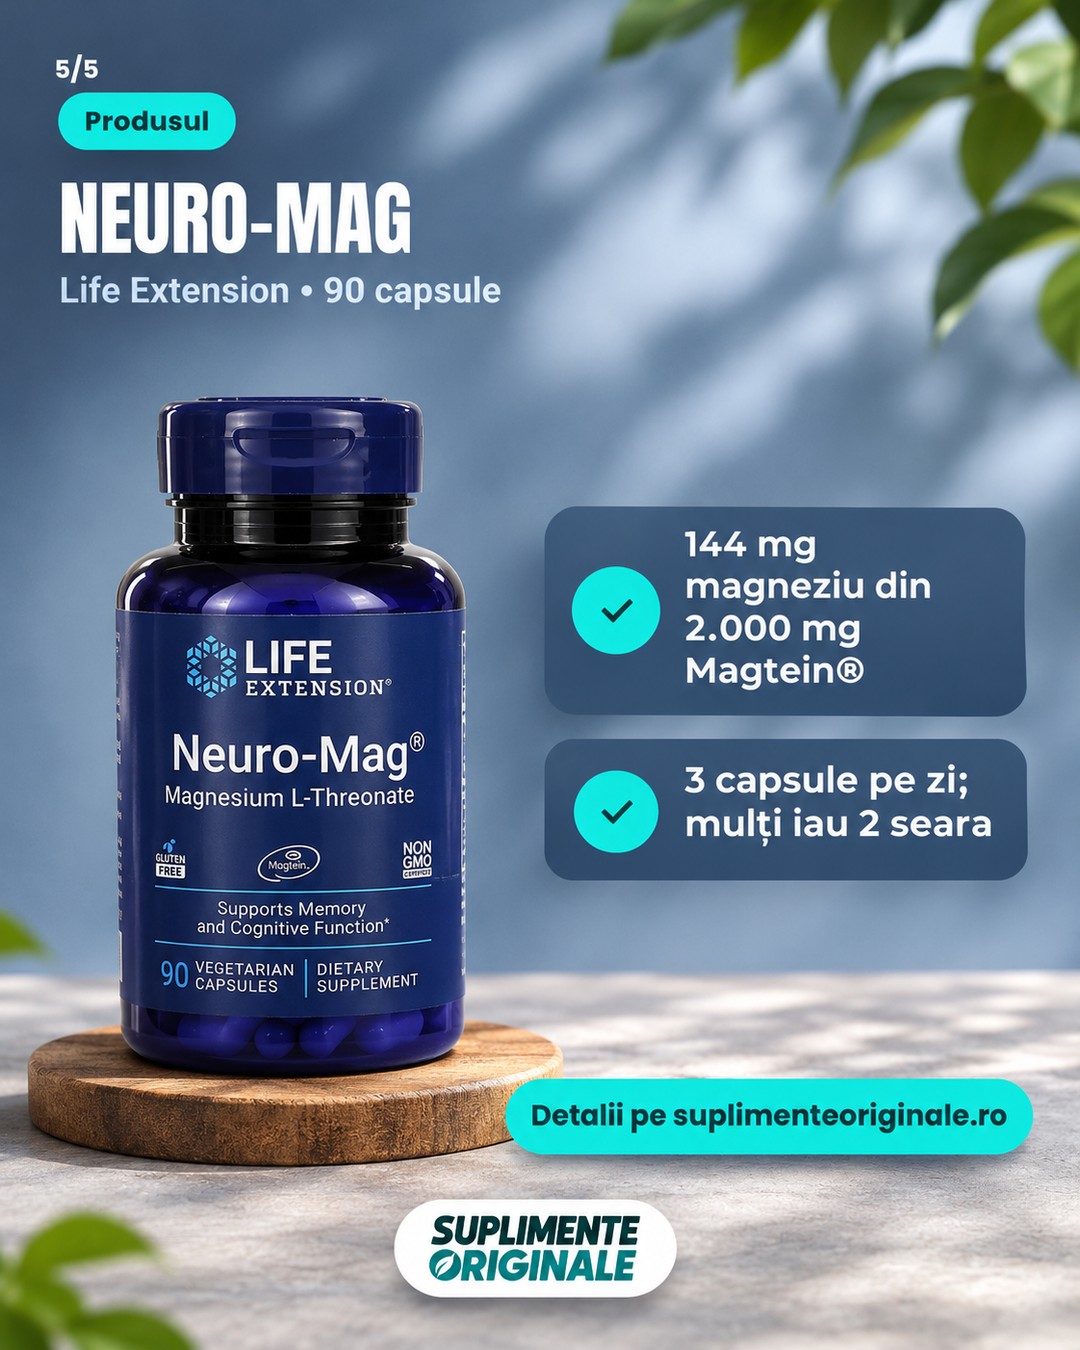 5/5
Produsul
NEURO-MAG
Life Extension • 90 capsule
144 mg
magneziu din
2.000 mg
Magtein®
3 capsule pe zi;
mulți iau 2 seara
LIFE
EXTENSION®
Neuro-Mag®
Magnesium L-Threonate
GLUTEN
FREE
Magtein
NON
GMO
CERTIFIED
Supports Memory
and Cognitive Function*
90 VEGETARIAN
CAPSULES
DIETARY
SUPPLEMENT
Detalii pe suplimenteoriginale.ro
SUPLIMENTE
ORIGINALE